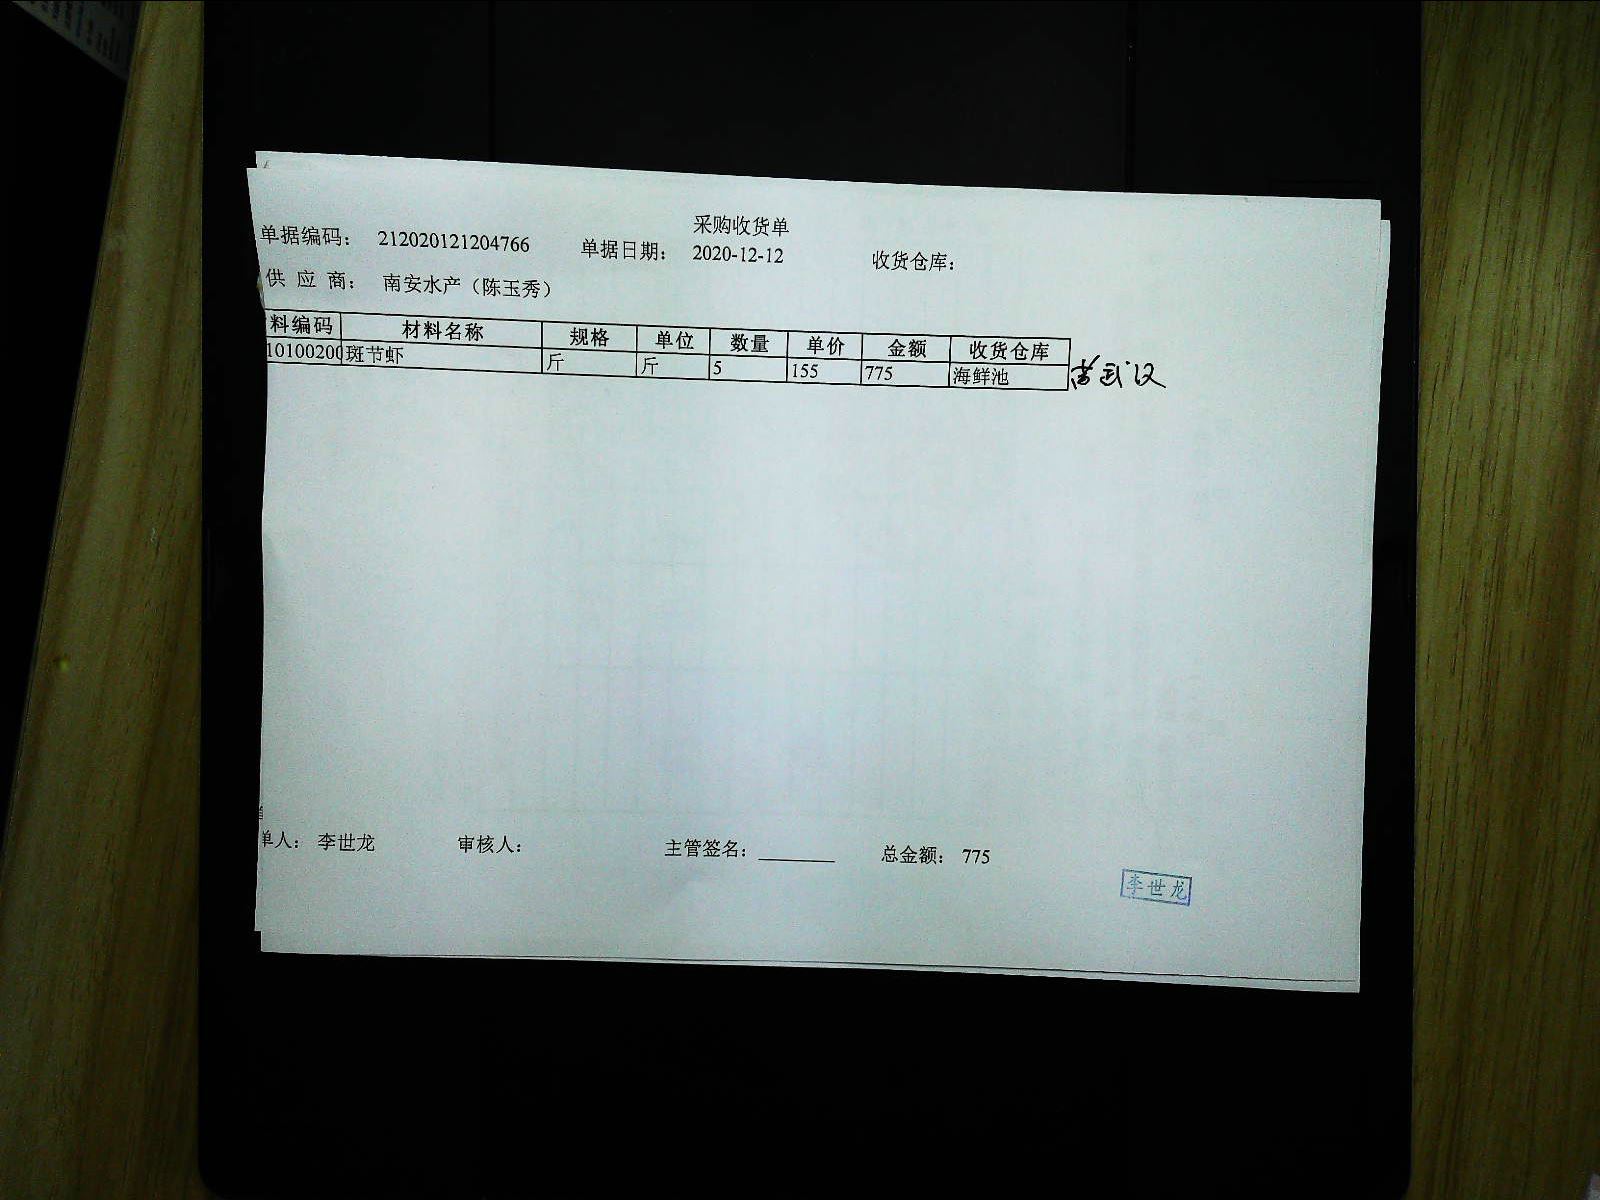 采购收货单
单据编码： 212020121204766 单据日期： 2020-12-12 收货仓库：
供 应 商： 南安水产（陈玉秀）
料编码 材料名称 规格 单位 数量 单价 金额 收货仓库
10100200 斑节虾 斤 斤 5 155 775 海鲜池
单人： 李世龙 审核人： 主管签名： 总金额： 775
李世龙